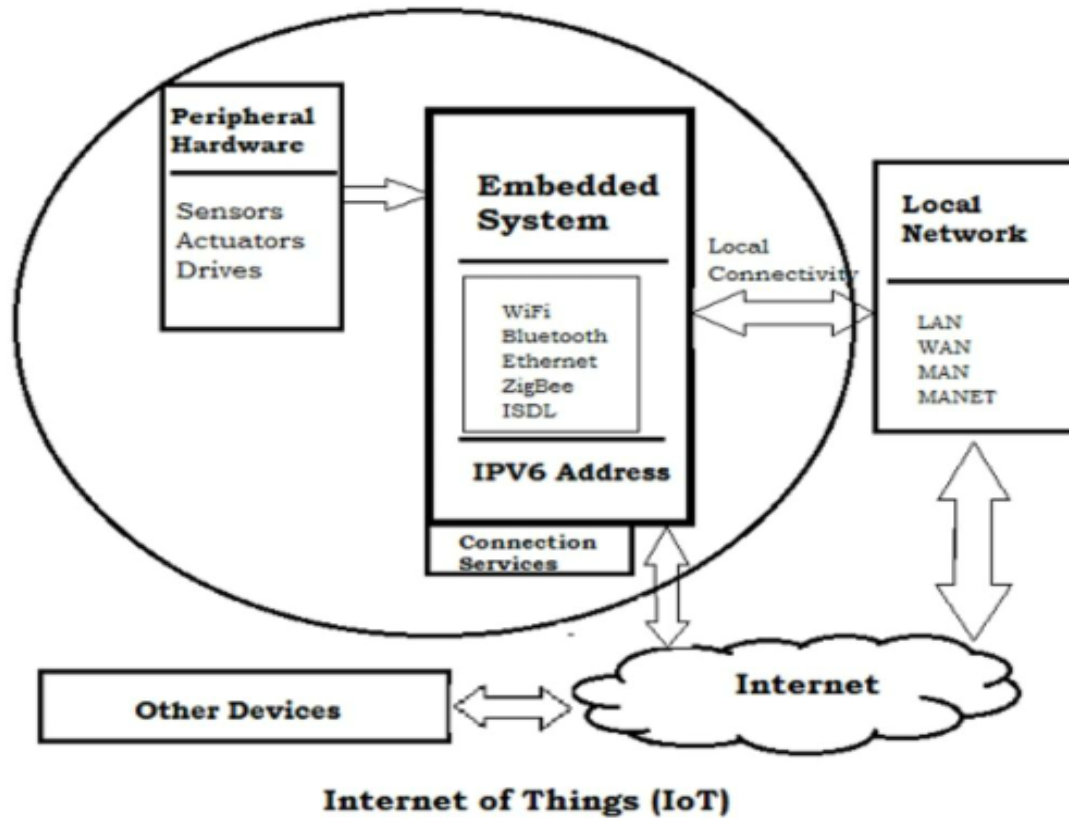 Peripheral
Hardware
Sensors
Actuators
Drives
Embedded
System
WiFi
Bluetooth
Ethernet
ZigBee
ISDL
IPV6 Address
Connection
Services
Local
Connectivity
Local
Network
LAN
WAN
MAN
MANET
Internet
Other Devices
Internet of Things (IoT)